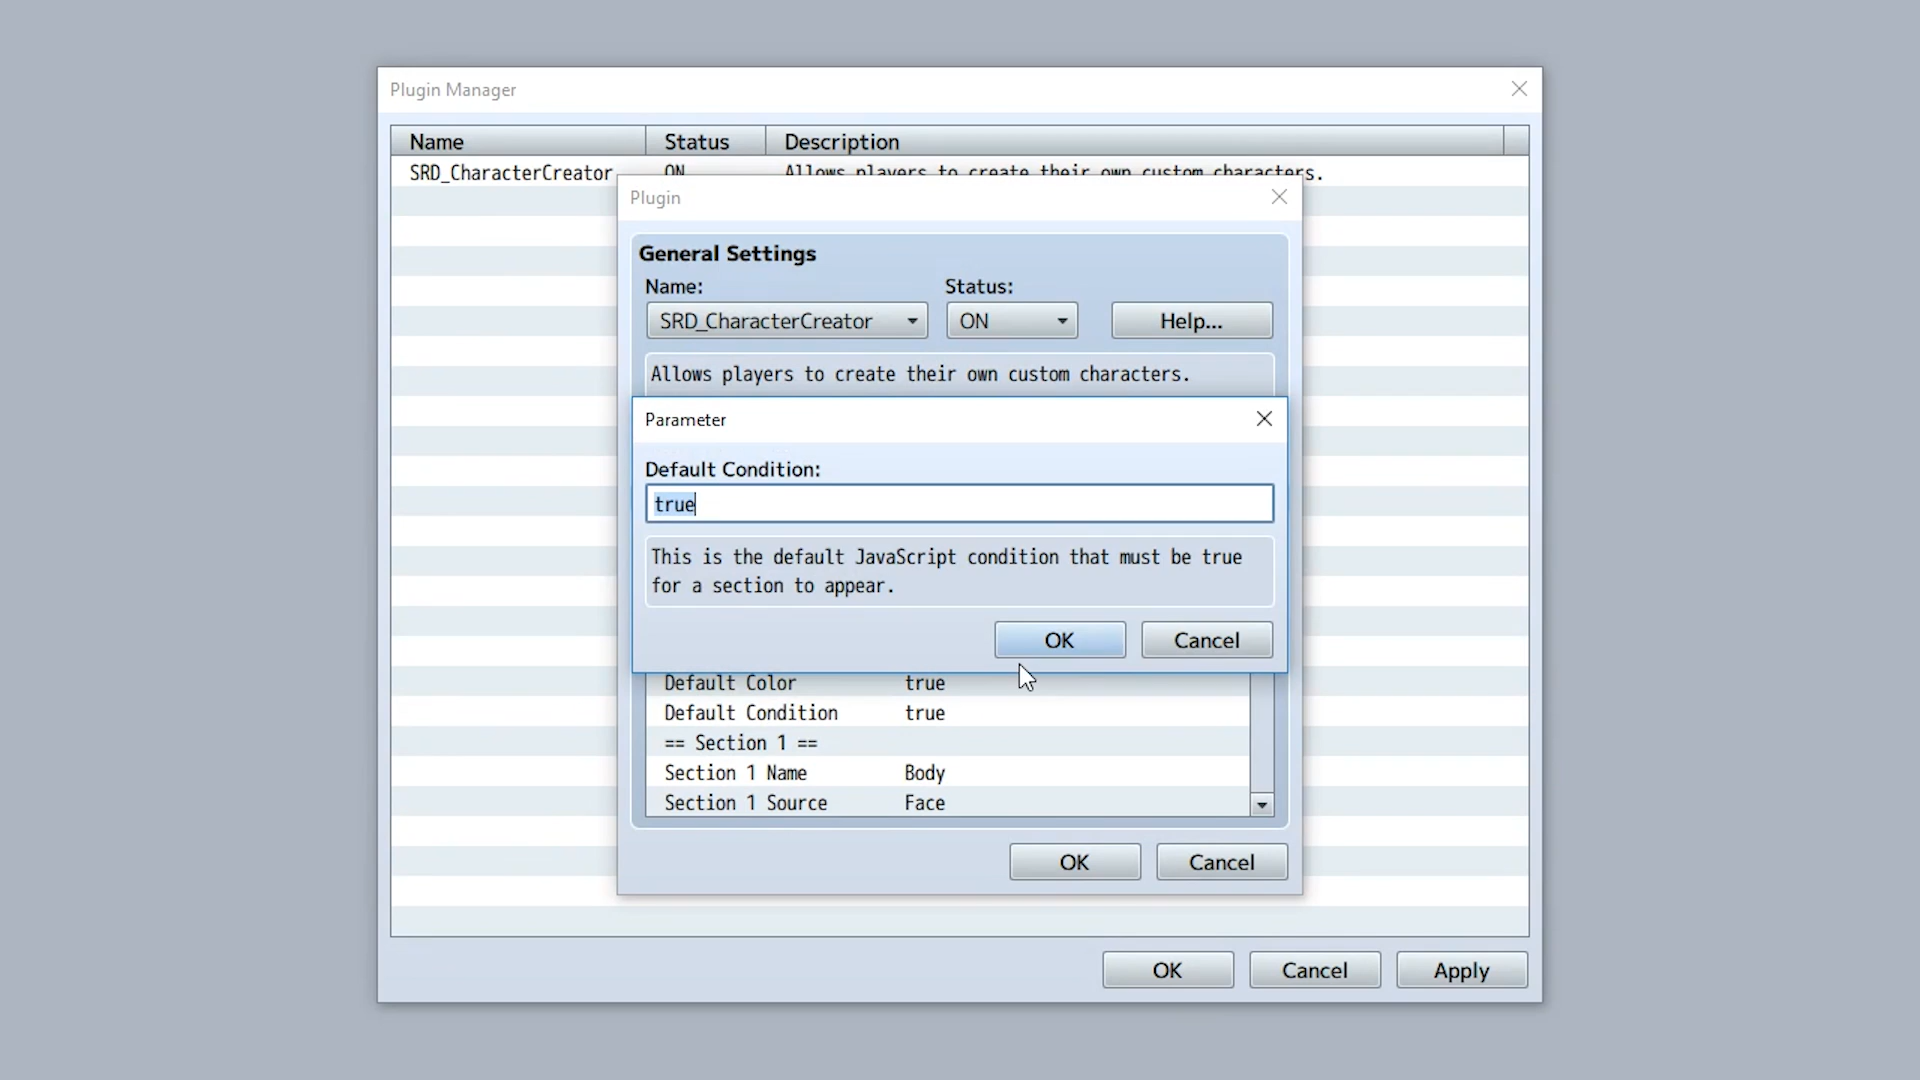 Plugin Manager
Name Status Description
SRD_CharacterCreator ON Allows players to create their own custom characters.
Plugin
General Settings
Name: Status:
SRD_CharacterCreator ON Help...
Allows players to create their own custom characters.
Parameter
Default Condition:
true
This is the default JavaScript condition that must be true
for a section to appear.
OK Cancel
Default Color true
Default Condition true
== Section 1 ==
Section 1 Name Body
Section 1 Source Face
OK Cancel
OK Cancel Apply